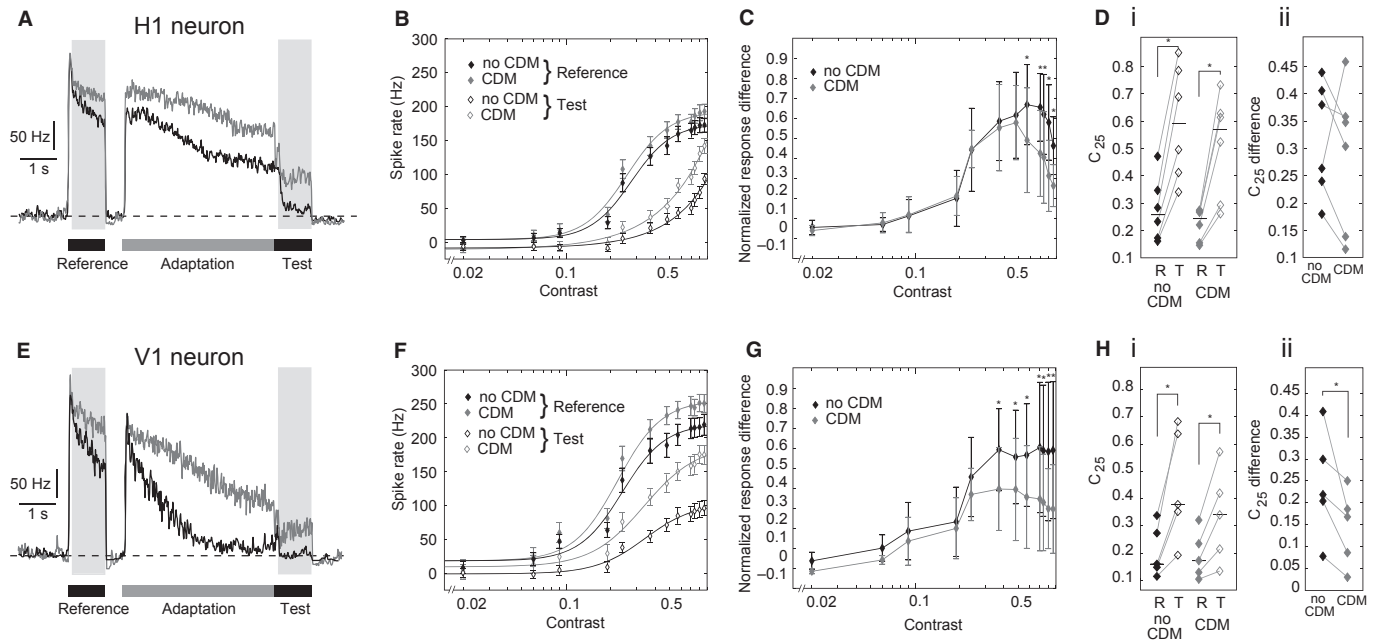 A
H1 neuron
50 Hz
1 s
Reference
Adaptation
Test
B
300
250
200
150
100
50
0
Spike rate (Hz)
no CDM
CDM
} Reference
no CDM
CDM
} Test
0.02
0.1
0.5
Contrast
C
0.9
0.8
0.7
0.6
0.5
0.4
0.3
0.2
0.1
0
−0.1
Normalized response difference
no CDM
CDM
*
**
*
*
0.02
0.1
0.5
Contrast
D
i
0.8
0.7
0.6
0.5
0.4
0.3
0.2
0.1
C25
*
*
R T
no CDM
R T
CDM
ii
0.45
0.4
0.35
0.3
0.25
0.2
0.15
0.1
C25 difference
no CDM
CDM
E
V1 neuron
50 Hz
1 s
Reference
Adaptation
Test
F
300
250
200
150
100
50
0
Spike rate (Hz)
no CDM
CDM
} Reference
no CDM
CDM
} Test
0.02
0.1
0.5
Contrast
G
0.9
0.8
0.7
0.6
0.5
0.4
0.3
0.2
0.1
0
−0.1
Normalized response difference
no CDM
CDM
*
*
*
****
0.02
0.1
0.5
Contrast
H
i
0.8
0.7
0.6
0.5
0.4
0.3
0.2
0.1
C25
*
*
R T
no CDM
R T
CDM
ii
0.45
0.4
0.35
0.3
0.25
0.2
0.15
0.1
0.05
0
C25 difference
*
no CDM
CDM